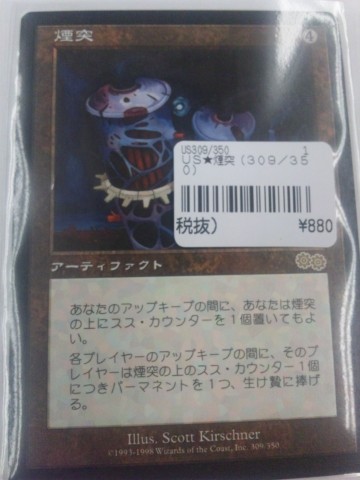 煙突
4
US309/350 1
US★煙突(309/35
0)
税抜) ¥880
アーティファクト
あなたのアップキープの間に、あなたは煙突
の上にスス・カウンターを1個置いてもよ
い。
各プレイヤーのアップキープの間に、そのプ
レイヤーは煙突の上のスス・カウンター1個
につきパーマネントを1つ、生け贄に捧げ
る。
Illus. Scott Kirschner
©1993-1998 Wizards of the Coast, Inc. 309/350